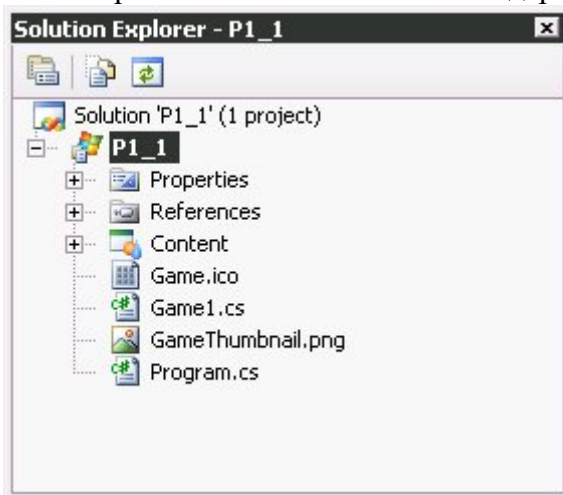 Solution Explorer - P1_1
Solution 'P1_1' (1 project)
P1_1
Properties
References
Content
Game.ico
Game1.cs
GameThumbnail.png
Program.cs